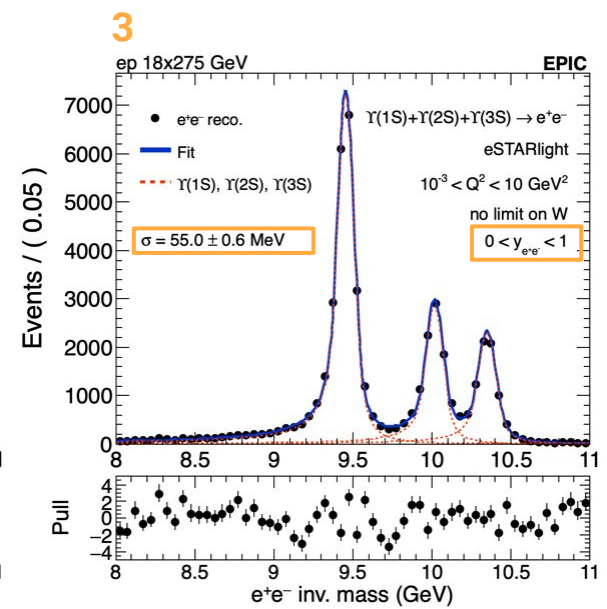 3
ep 18x275 GeV EPIC
7000
6000
5000
4000
3000
2000
1000
0
Events / ( 0.05 )
e⁺e⁻ reco.
Fit
ϒ(1S), ϒ(2S), ϒ(3S)
σ = 55.0 ± 0.6 MeV
ϒ(1S)+ϒ(2S)+ϒ(3S) → e⁺e⁻
eSTARlight
10⁻³ < Q² < 10 GeV²
no limit on W
0 < y_e⁺e⁻ < 1
8 8.5 9 9.5 10 10.5 11
4
2
0
−2
−4
Pull
8 8.5 9 9.5 10 10.5 11
e⁺e⁻ inv. mass (GeV)